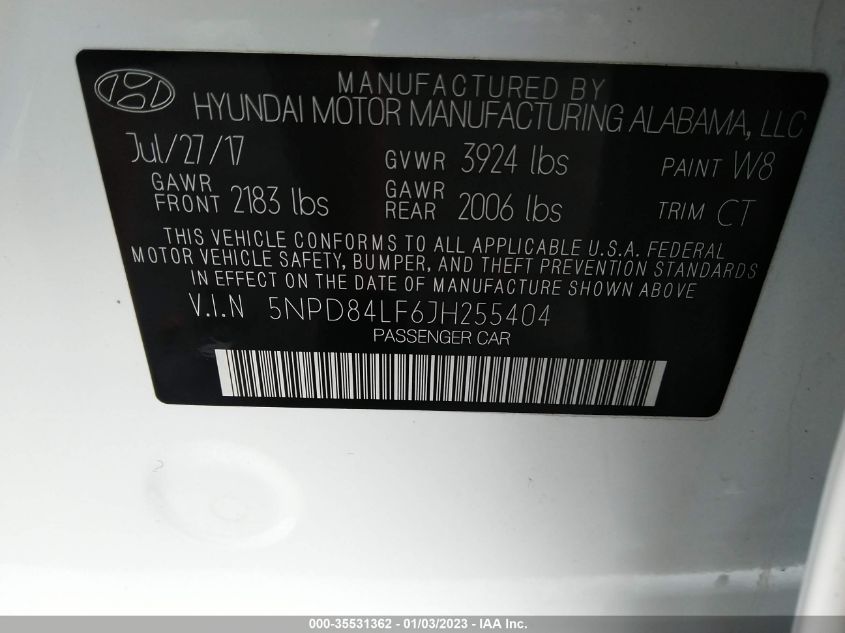 MANUFACTURED BY
HYUNDAI MOTOR MANUFACTURING ALABAMA, LLC
Jul/27/17 GVWR 3924 lbs PAINT W8
GAWR FRONT 2183 lbs GAWR REAR 2006 lbs TRIM CT
THIS VEHICLE CONFORMS TO ALL APPLICABLE U.S.A. FEDERAL
MOTOR VEHICLE SAFETY, BUMPER, AND THEFT PREVENTION STANDARDS
IN EFFECT ON THE DATE OF MANUFACTURE SHOWN ABOVE
V.I.N 5NPD84LF6JH255404
PASSENGER CAR
000-35531362 - 01/03/2023 - IAA Inc.